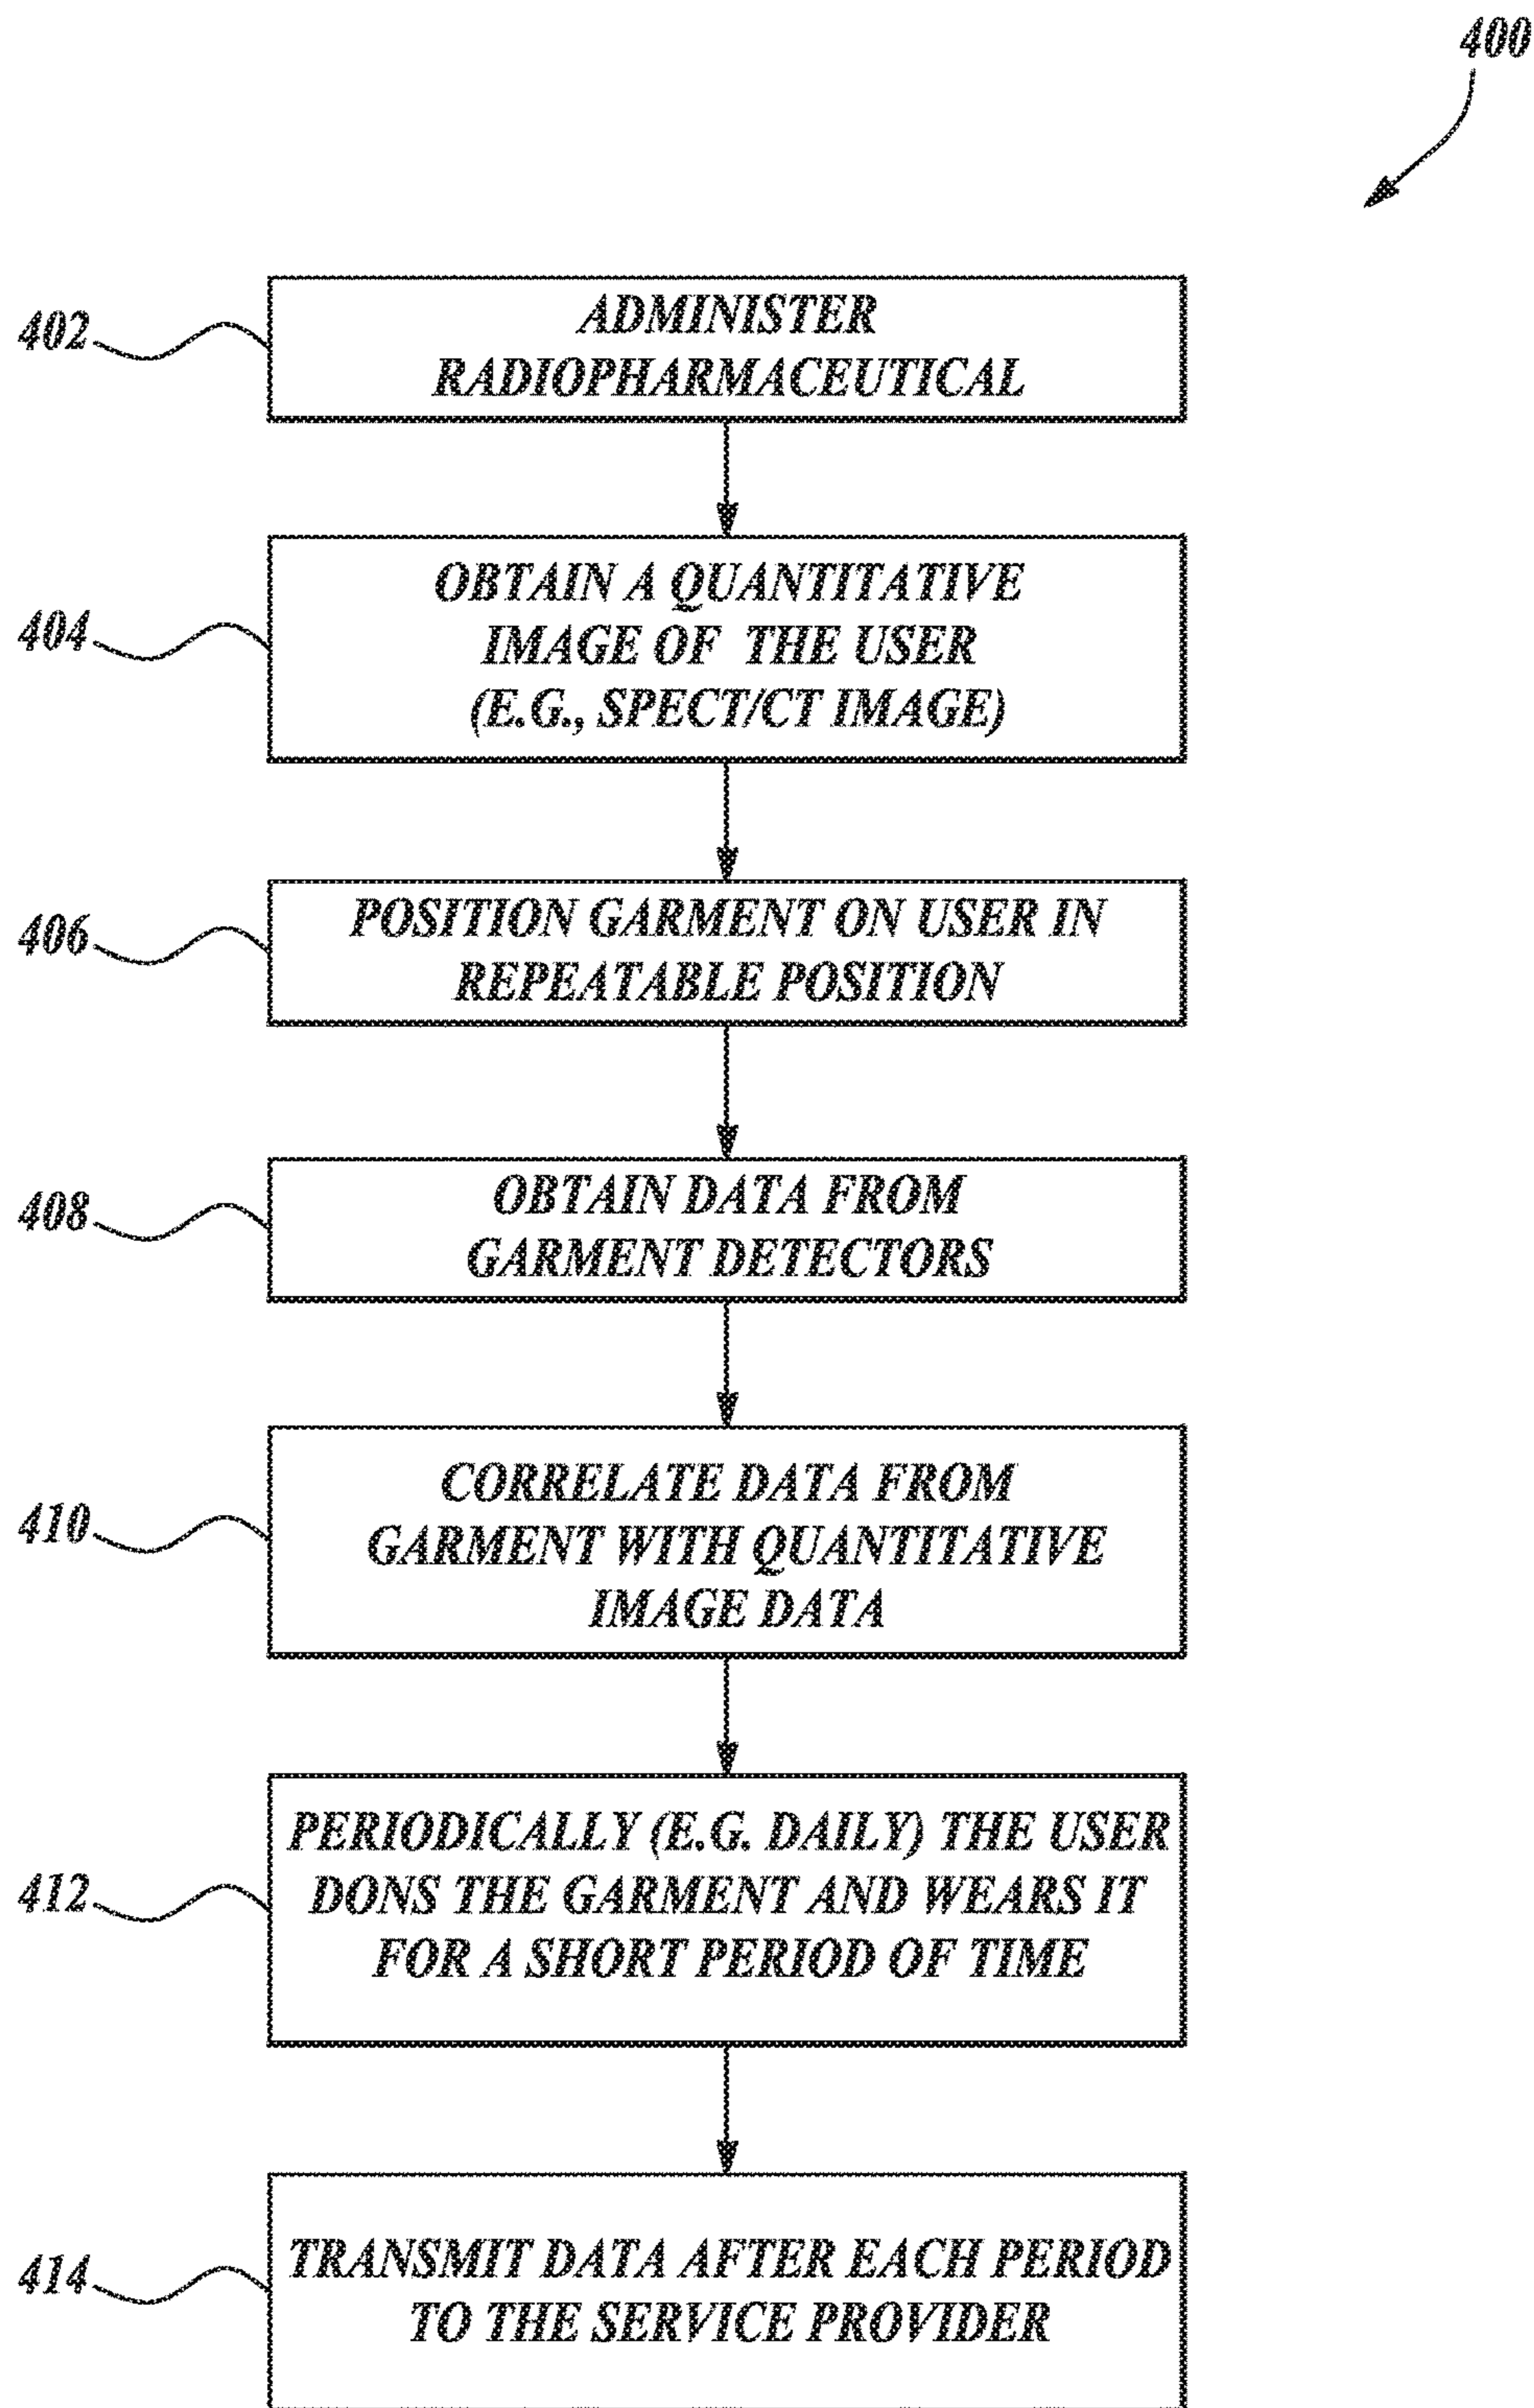 400
402
ADMINISTER
RADIOPHARMACEUTICAL
404
OBTAIN A QUANTITATIVE
IMAGE OF THE USER
(E.G., SPECT/CT IMAGE)
406
POSITION GARMENT ON USER IN
REPEATABLE POSITION
408
OBTAIN DATA FROM
GARMENT DETECTORS
410
CORRELATE DATA FROM
GARMENT WITH QUANTITATIVE
IMAGE DATA
412
PERIODICALLY (E.G. DAILY) THE USER
DONS THE GARMENT AND WEARS IT
FOR A SHORT PERIOD OF TIME
414
TRANSMIT DATA AFTER EACH PERIOD
TO THE SERVICE PROVIDER